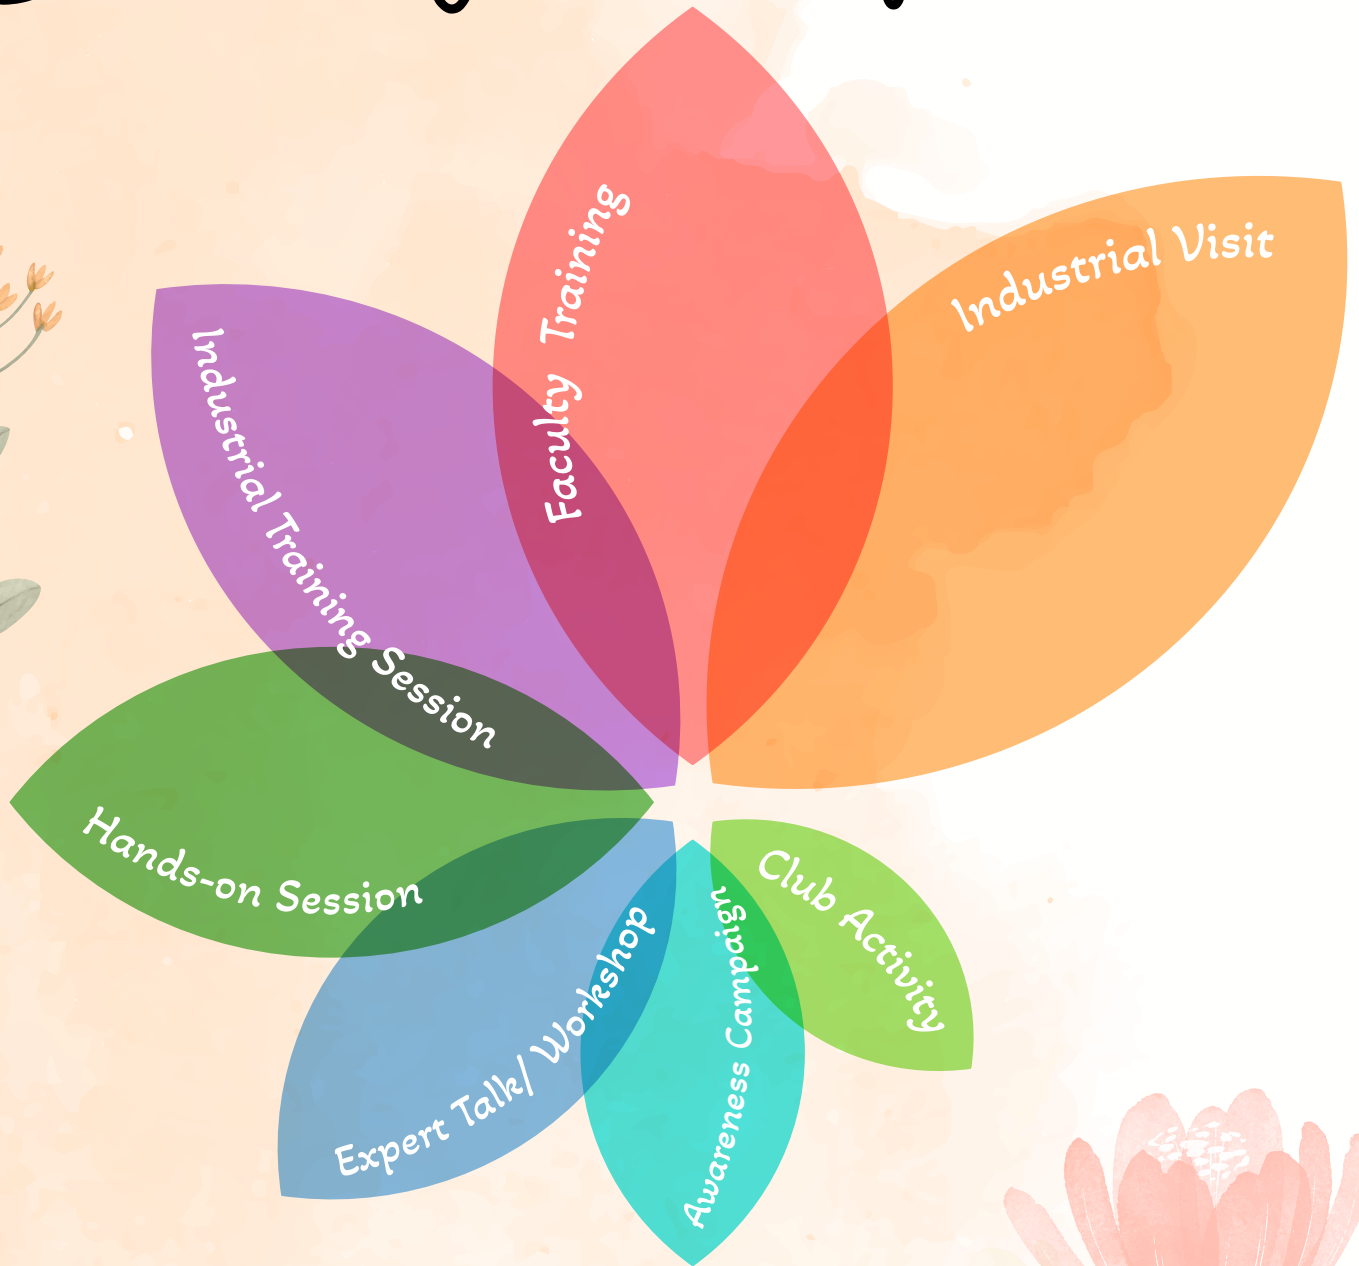 Faculty Training
Industrial Visit
Industrial Training Session
Hands-on Session
Expert Talk/ Workshop
Awareness Campaign
Club Activity